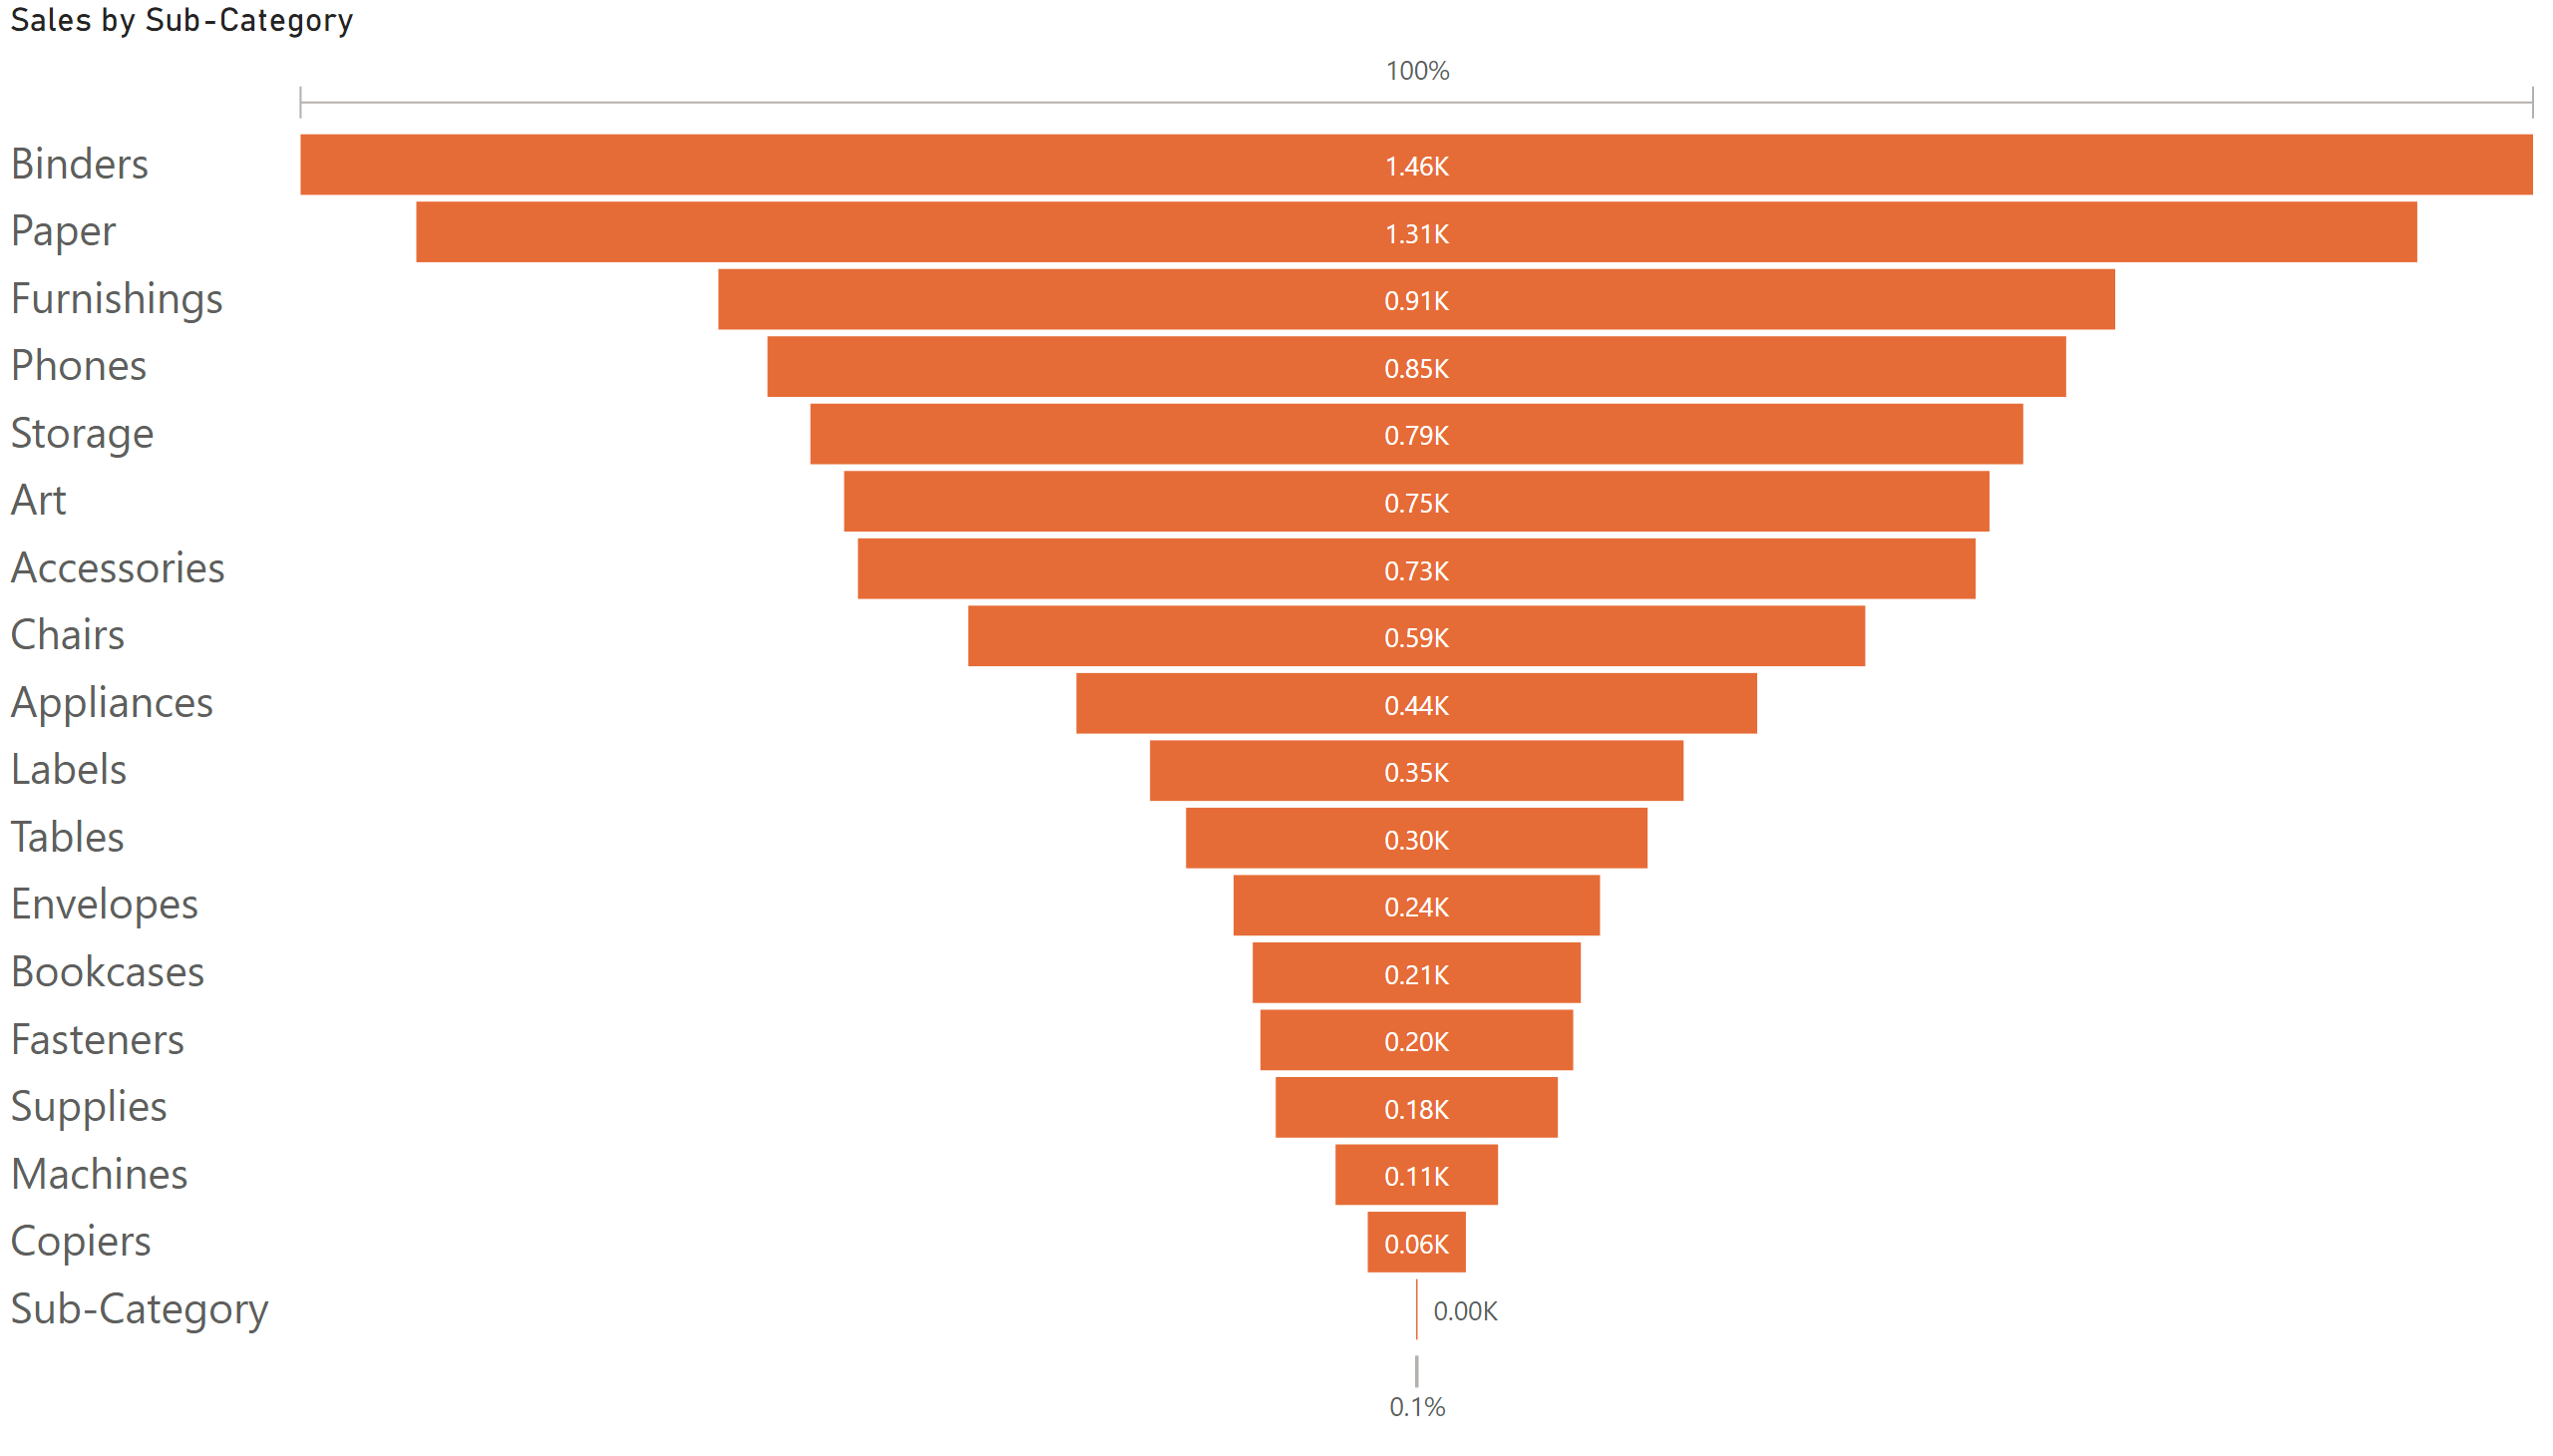 Sales by Sub-Category
100%
Binders 1.46K
Paper 1.31K
Furnishings 0.91K
Phones 0.85K
Storage 0.79K
Art 0.75K
Accessories 0.73K
Chairs 0.59K
Appliances 0.44K
Labels 0.35K
Tables 0.30K
Envelopes 0.24K
Bookcases 0.21K
Fasteners 0.20K
Supplies 0.18K
Machines 0.11K
Copiers 0.06K
Sub-Category 0.00K
0.1%